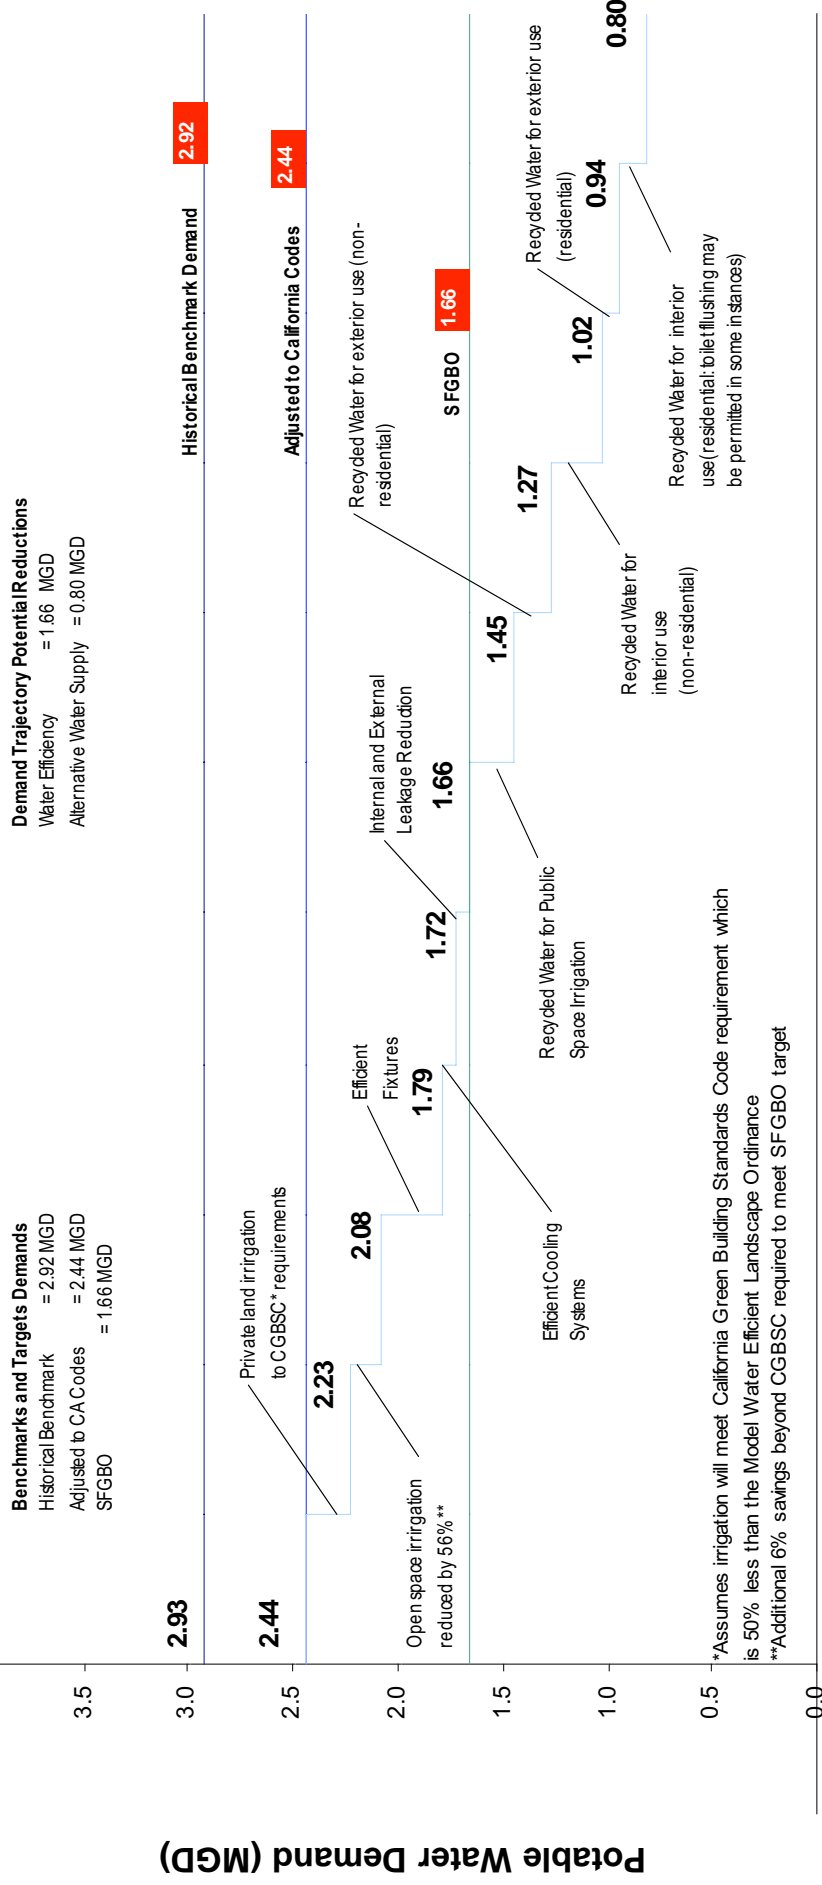 Benchmarks and Targets Demands
Historical Benchmark = 2.92 MGD
Adjusted to CA Codes = 2.44 MGD
SFGBO = 1.66 MGD
Demand Trajectory Potential Reductions
Water Efficiency = 1.66 MGD
Alternative Water Supply = 0.80 MGD
Potable Water Demand (MGD)
3.5
3.0
2.5
2.0
1.5
1.0
0.5
0.0
2.93
Historical Benchmark Demand
2.92
2.44
Adjusted to California Codes
2.44
SFGBO
1.66
Private land irrirgation
to CGBSC* requirements
2.23
Open space irrigation
reduced by 56%**
2.08
Efficient
Fixtures
1.79
Efficient Cooling
Systems
1.72
Internal and External
Leakage Reduction
1.66
Recycled Water for Public
Space Irrigation
1.45
Recycled Water for exterior use (non-
residential)
1.27
Recycled Water for
interior use
(non-residential)
1.02
Recycled Water for exterior use
(residential)
0.94
Recycled Water for interior
use(residential: toilet flushing may
be permitted in some instances)
0.80
*Assumes irrigation will meet California Green Building Standards Code requirement which
is 50% less than the Model Water Efficient Landscape Ordinance
**Additional 6% savings beyond CGBSC required to meet SFGBO target